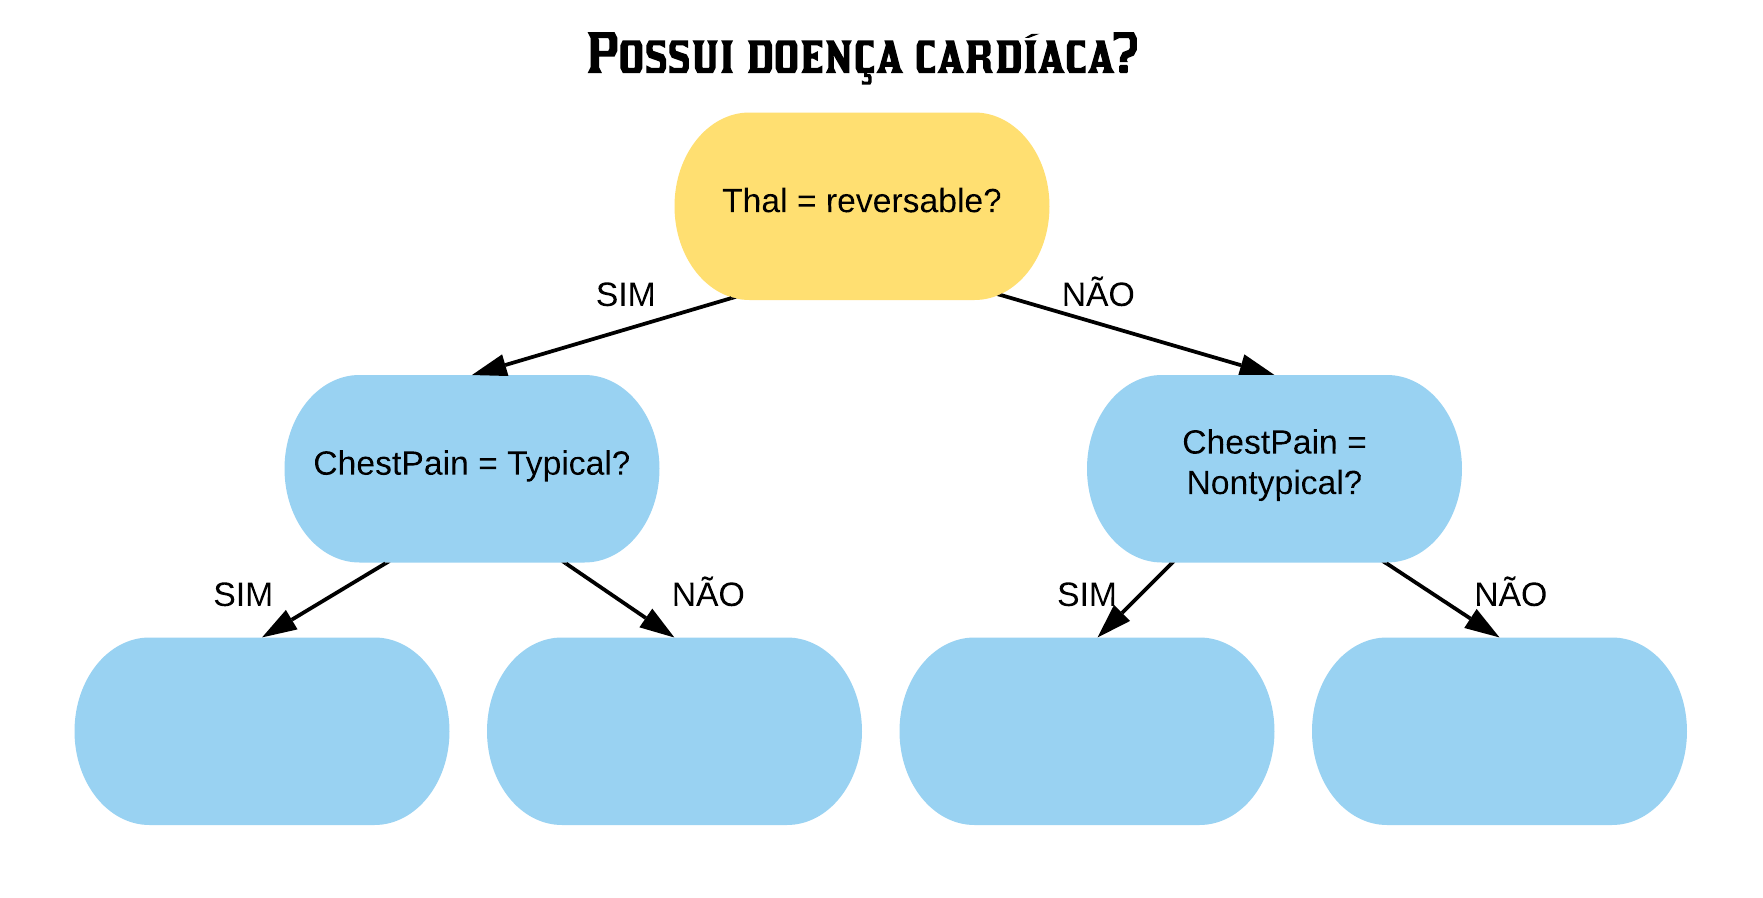 Possui doença cardíaca?
Thal = reversable?
SIM
NÃO
ChestPain = Typical?
ChestPain =
Nontypical?
SIM
NÃO
SIM
NÃO